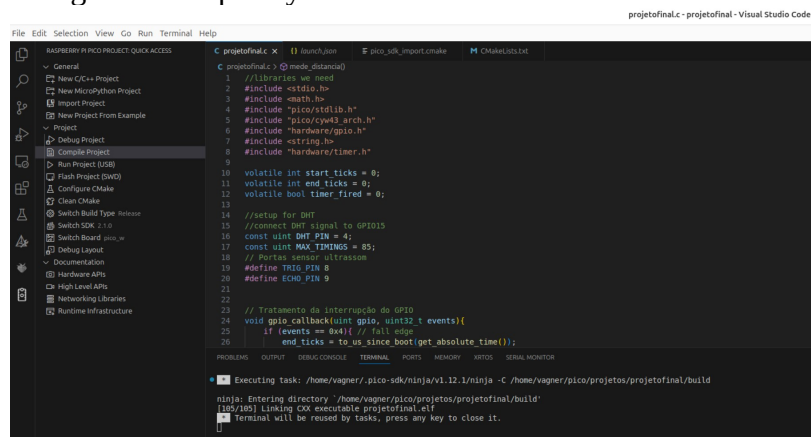 projetofinal.c - projetofinal - Visual Studio Code
File Edit Selection View Go Run Terminal Help
RASPBERRY PI PICO PROJECT: QUICK ACCESS
General
New C/C++ Project
New MicroPython Project
Import Project
New Project From Example
Project
Debug Project
Compile Project
Run Project (USB)
Flash Project (SWD)
Configure CMake
Clean CMake
Switch Build Type Release
Switch SDK 2.1.0
Switch Board pico_w
Debug Layout
Documentation
Hardware APIs
High Level APIs
Networking Libraries
Runtime Infrastructure
projetofinal.c launch.json pico_sdk_import.cmake CMakeLists.txt
projetofinal.c > mede_distancia()
1 //libraries we need
2 #include <stdio.h>
3 #include <math.h>
4 #include "pico/stdlib.h"
5 #include "pico/cyw43_arch.h"
6 #include "hardware/gpio.h"
7 #include <string.h>
8 #include "hardware/timer.h"
9
10 volatile int start_ticks = 0;
11 volatile int end_ticks = 0;
12 volatile bool timer_fired = 0;
13
14 //setup for DHT
15 //connect DHT signal to GPIO15
16 const uint DHT_PIN = 4;
17 const uint MAX_TIMINGS = 85;
18 // Portas sensor ultrassom
19 #define TRIG_PIN 8
20 #define ECHO_PIN 9
21
22
23 // Tratamento da interrupção do GPIO
24 void gpio_callback(uint gpio, uint32_t events){
25 if (events == 0x4){ // fall edge
26 end_ticks = to_us_since_boot(get_absolute_time());
PROBLEMS OUTPUT DEBUG CONSOLE TERMINAL PORTS MEMORY XRTOS SERIAL MONITOR
* Executing task: /home/vagner/.pico-sdk/ninja/v1.12.1/ninja -C /home/vagner/pico/projetos/projetofinal/build
ninja: Entering directory `/home/vagner/pico/projetos/projetofinal/build'
[105/105] Linking CXX executable projetofinal.elf
* Terminal will be reused by tasks, press any key to close it.